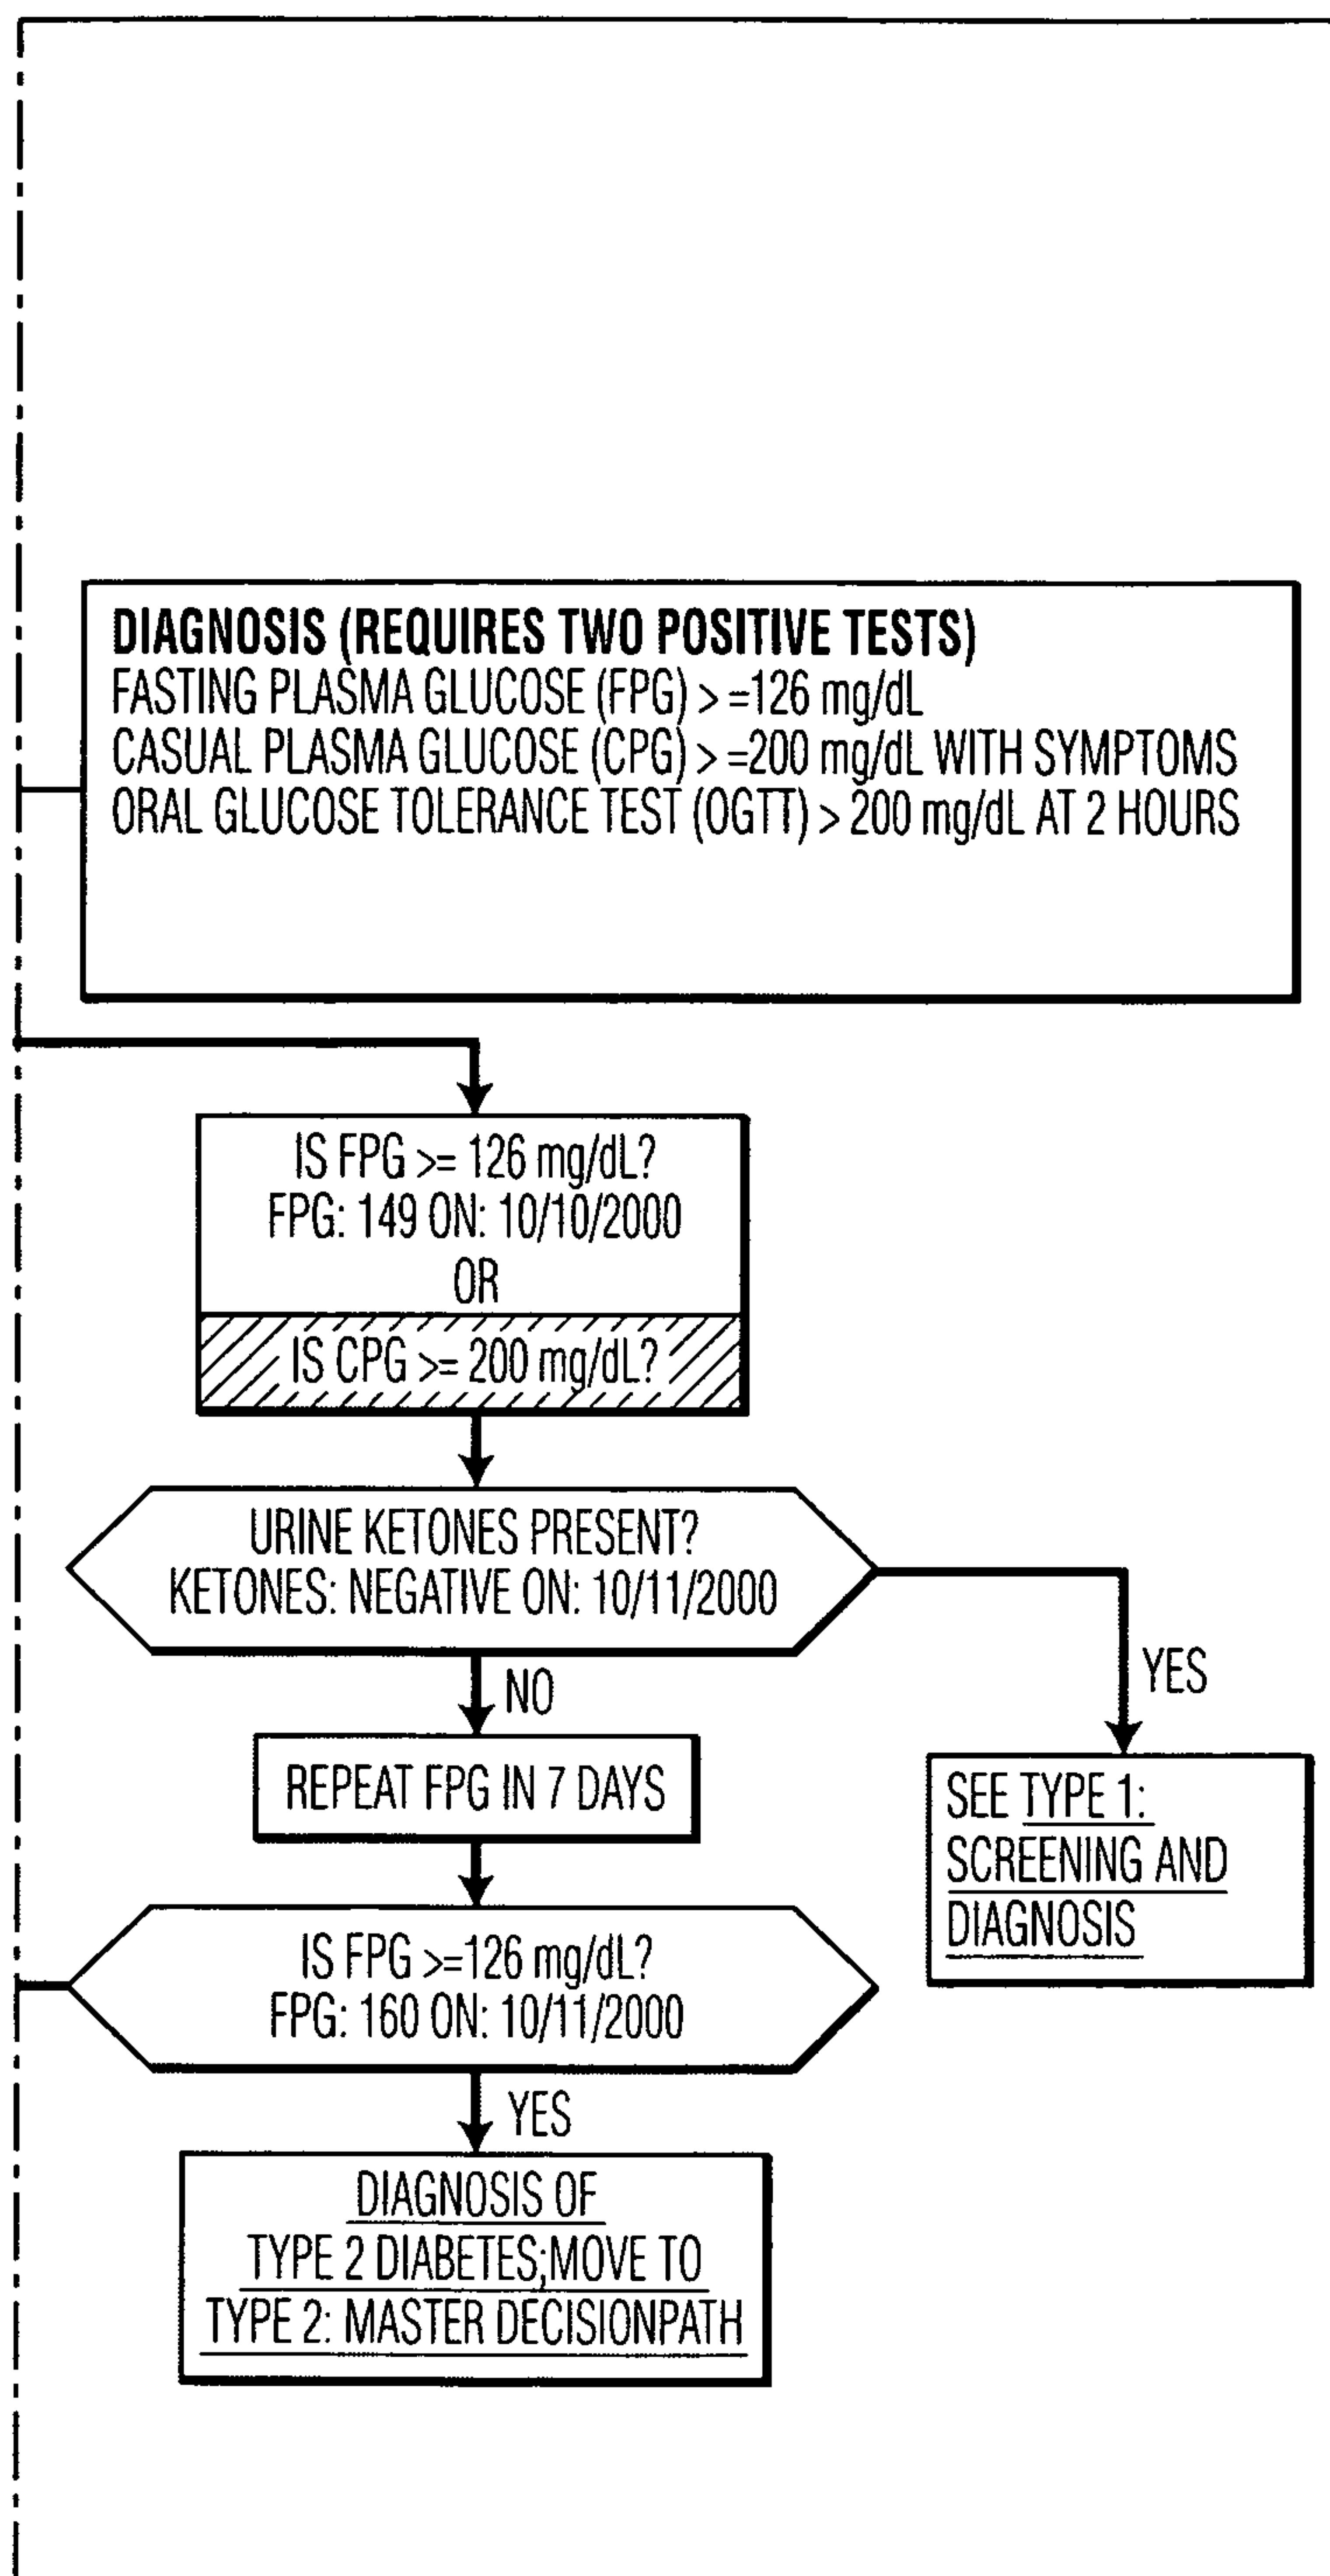 DIAGNOSIS (REQUIRES TWO POSITIVE TESTS)
FASTING PLASMA GLUCOSE (FPG) > =126 mg/dL
CASUAL PLASMA GLUCOSE (CPG) > =200 mg/dL WITH SYMPTOMS
ORAL GLUCOSE TOLERANCE TEST (OGTT) > 200 mg/dL AT 2 HOURS
IS FPG >= 126 mg/dL?
FPG: 149 ON: 10/10/2000
OR
IS CPG >= 200 mg/dL?
URINE KETONES PRESENT?
KETONES: NEGATIVE ON: 10/11/2000
NO
YES
REPEAT FPG IN 7 DAYS
SEE TYPE 1:
SCREENING AND
DIAGNOSIS
IS FPG >=126 mg/dL?
FPG: 160 ON: 10/11/2000
YES
DIAGNOSIS OF
TYPE 2 DIABETES;MOVE TO
TYPE 2: MASTER DECISIONPATH